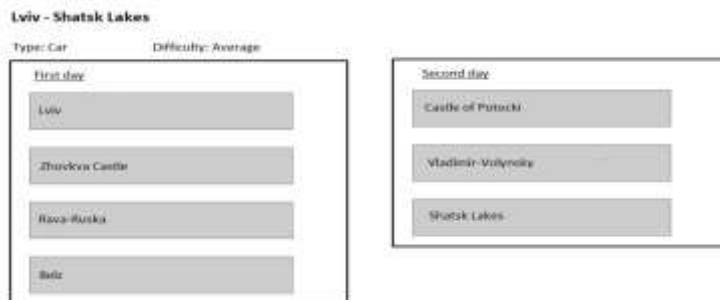 Lviv - Shatsk Lakes
Type: Car Difficulty: Average
First day
Lviv
Zhovkva Castle
Rava-Ruska
Belz
Second day
Castle of Potocki
Vladimir-Volynsky
Shatsk Lakes